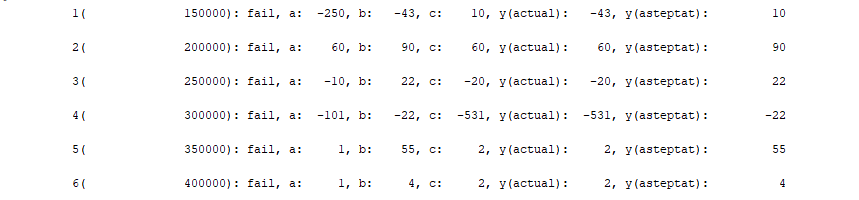 1( 150000): fail, a: -250, b: -43, c: 10, y(actual): -43, y(asteptat): 10
2( 200000): fail, a: 60, b: 90, c: 60, y(actual): 60, y(asteptat): 90
3( 250000): fail, a: -10, b: 22, c: -20, y(actual): -20, y(asteptat): 22
4( 300000): fail, a: -101, b: -22, c: -531, y(actual): -531, y(asteptat): -22
5( 350000): fail, a: 1, b: 55, c: 2, y(actual): 2, y(asteptat): 55
6( 400000): fail, a: 1, b: 4, c: 2, y(actual): 2, y(asteptat): 4